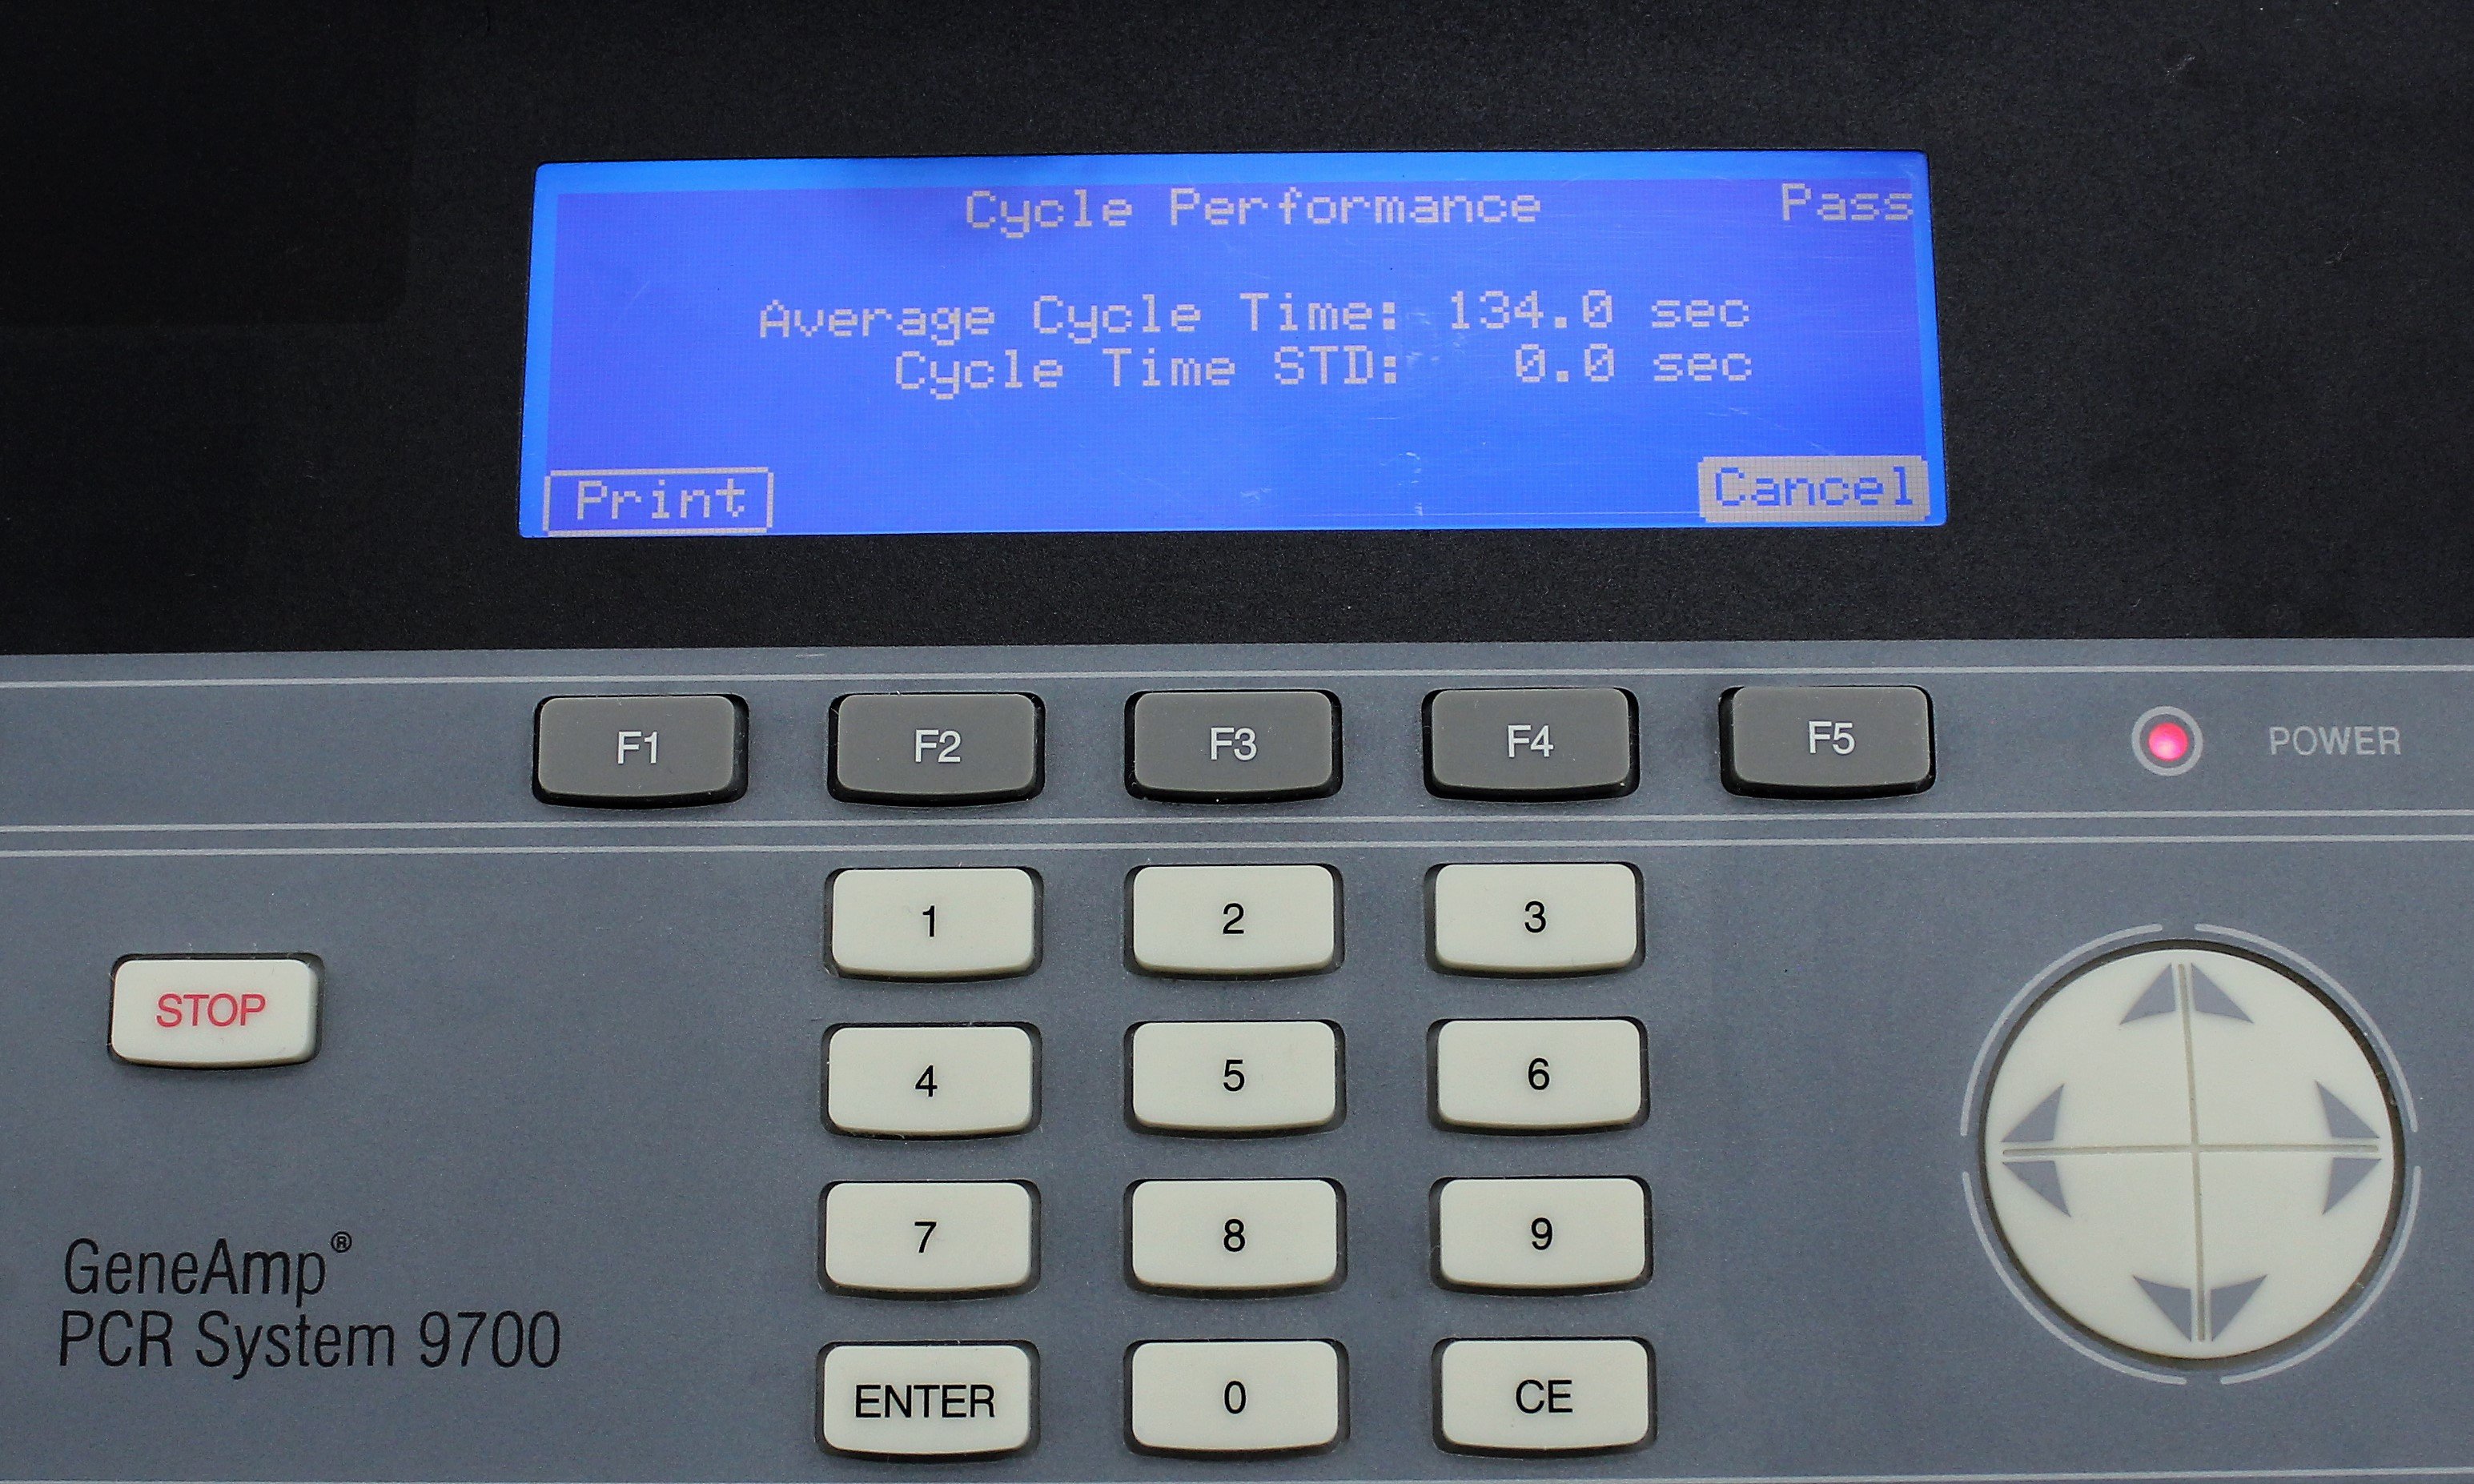 Cycle Performance Pass
Average Cycle Time: 134.0 sec
Cycle Time STD: 0.0 sec
Print Cancel
F1 F2 F3 F4 F5 POWER
1 2 3
STOP
4 5 6
7 8 9
GeneAmp®
PCR System 9700
ENTER 0 CE